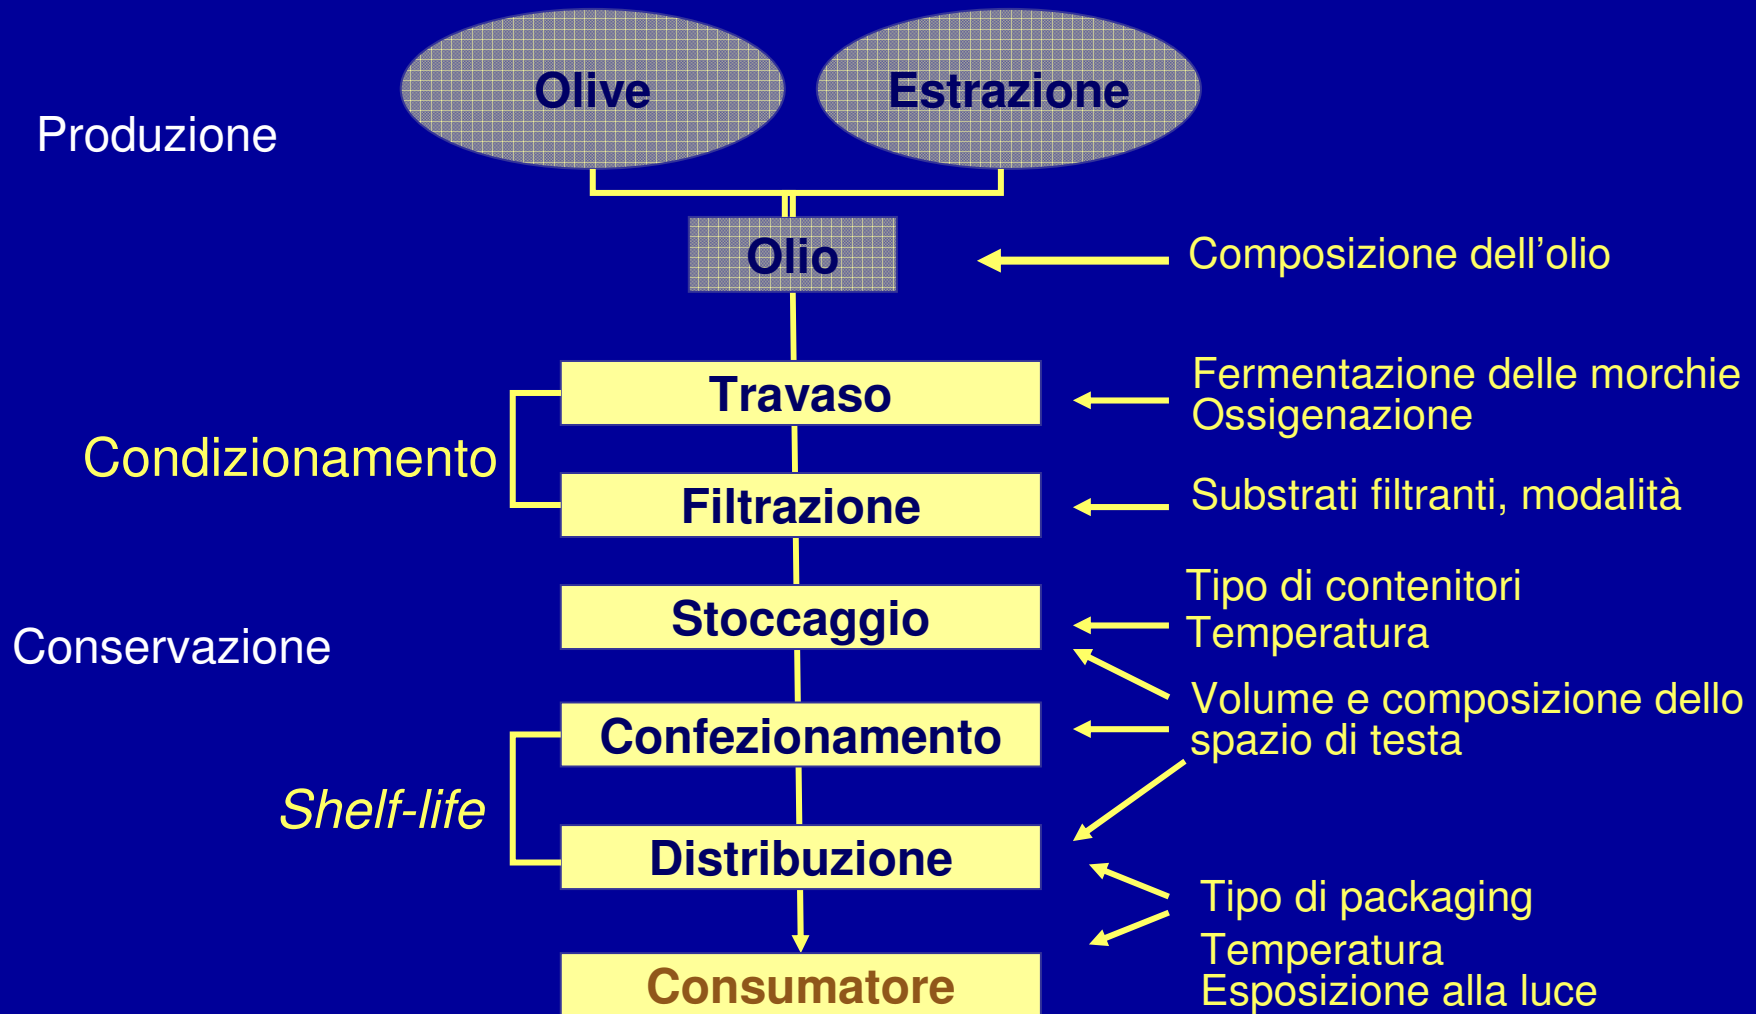 Olive
Estrazione
Produzione
Olio
Composizione dell’olio
Travaso
Fermentazione delle morchie
Ossigenazione
Condizionamento
Filtrazione
Substrati filtranti, modalità
Stoccaggio
Tipo di contenitori
Temperatura
Conservazione
Confezionamento
Volume e composizione dello
spazio di testa
Shelf-life
Distribuzione
Tipo di packaging
Temperatura
Esposizione alla luce
Consumatore